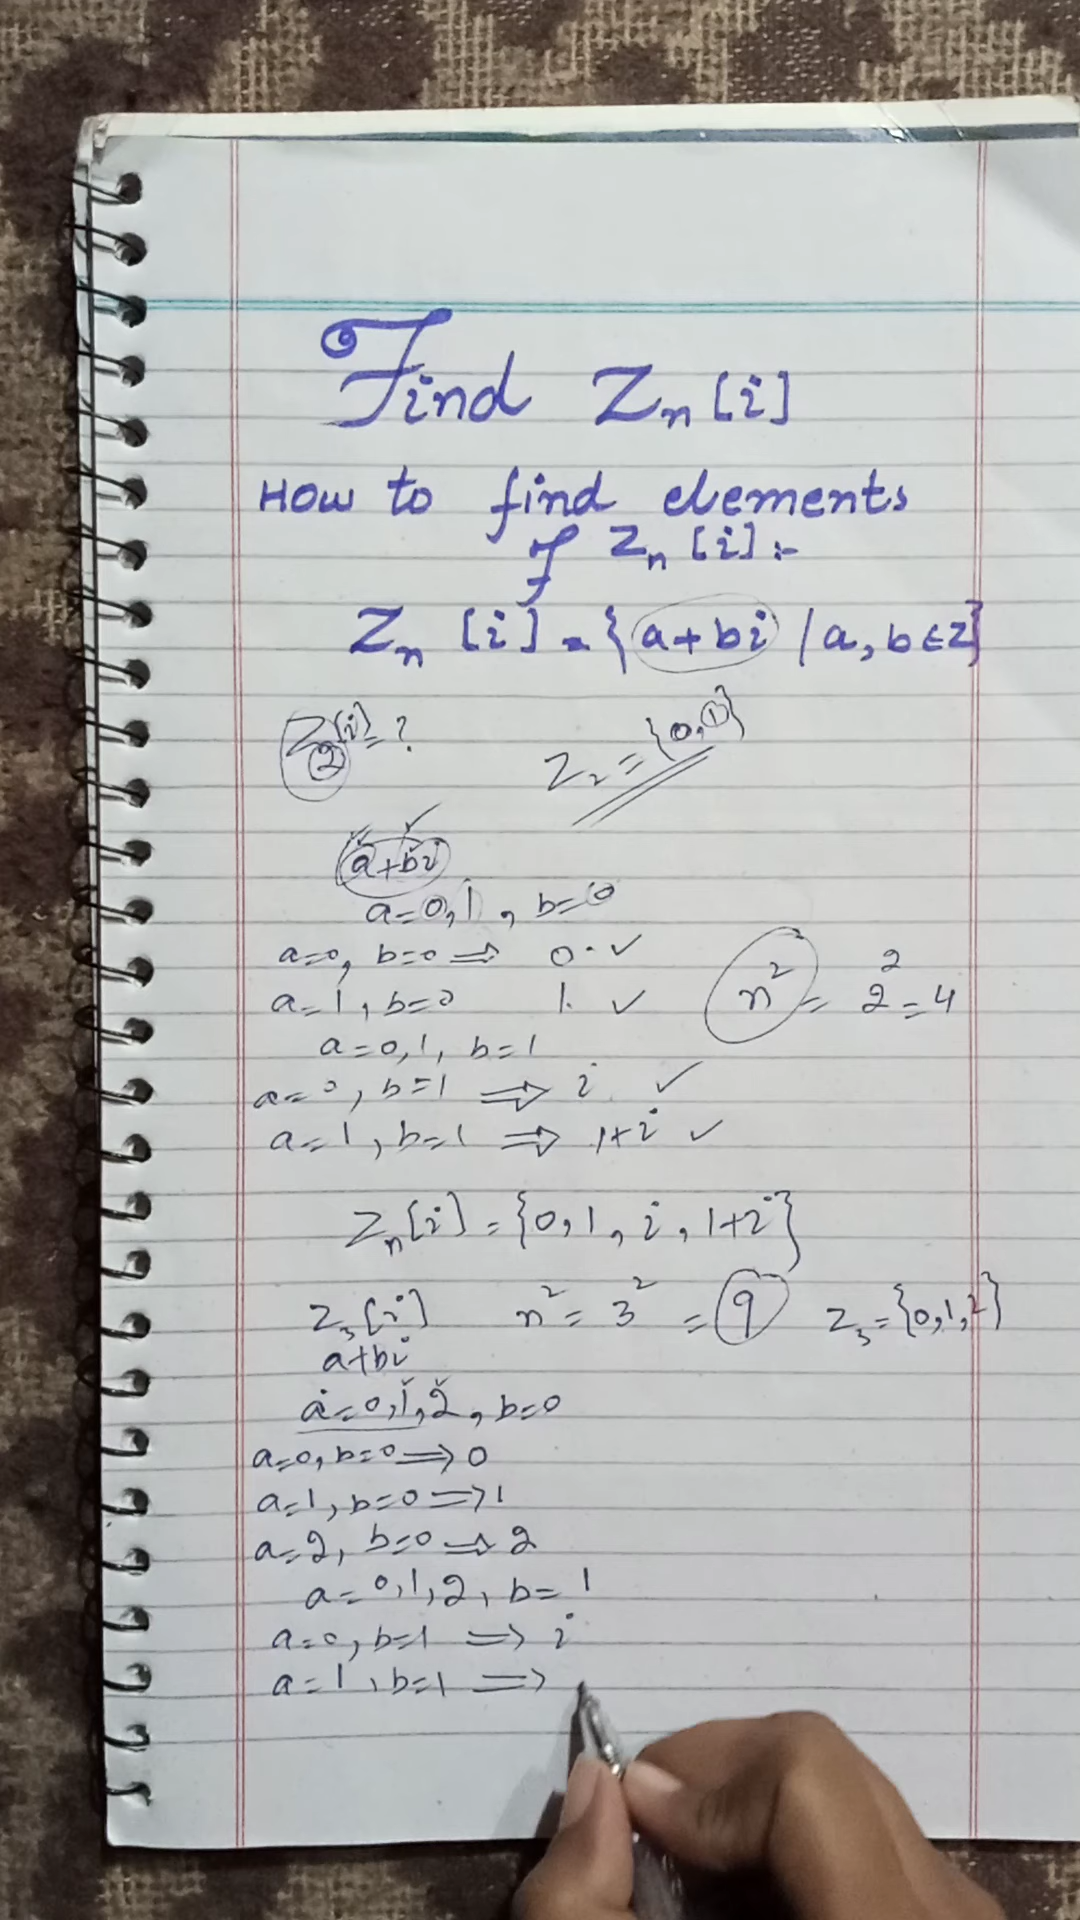 Find Zn[i]
How to find elements
of Zn[i]:-
Zn [i] = {a+bi / a, b∈Z}
Z2[i] = ? Z2 = {0,1}
a+bi
a=0,1, b=0
a=0, b=0 ⇒ 0. ✓
a=1, b=0 1. ✓ n² = 2² = 4
a=0,1, b=1
a=0, b=1 ⇒ i. ✓
a=1, b=1 ⇒ 1+i ✓
Zn[i] = {0,1, i, 1+i}
Z3[i] n² = 3² = 9 Z3 = {0,1,2}
a+bi
a=0,1,2, b=0
a=0, b=0 ⇒ 0
a=1, b=0 ⇒ 1
a=2, b=0 ⇒ 2
a=0,1,2, b=1
a=0, b=1 ⇒ i
a=1, b=1 ⇒